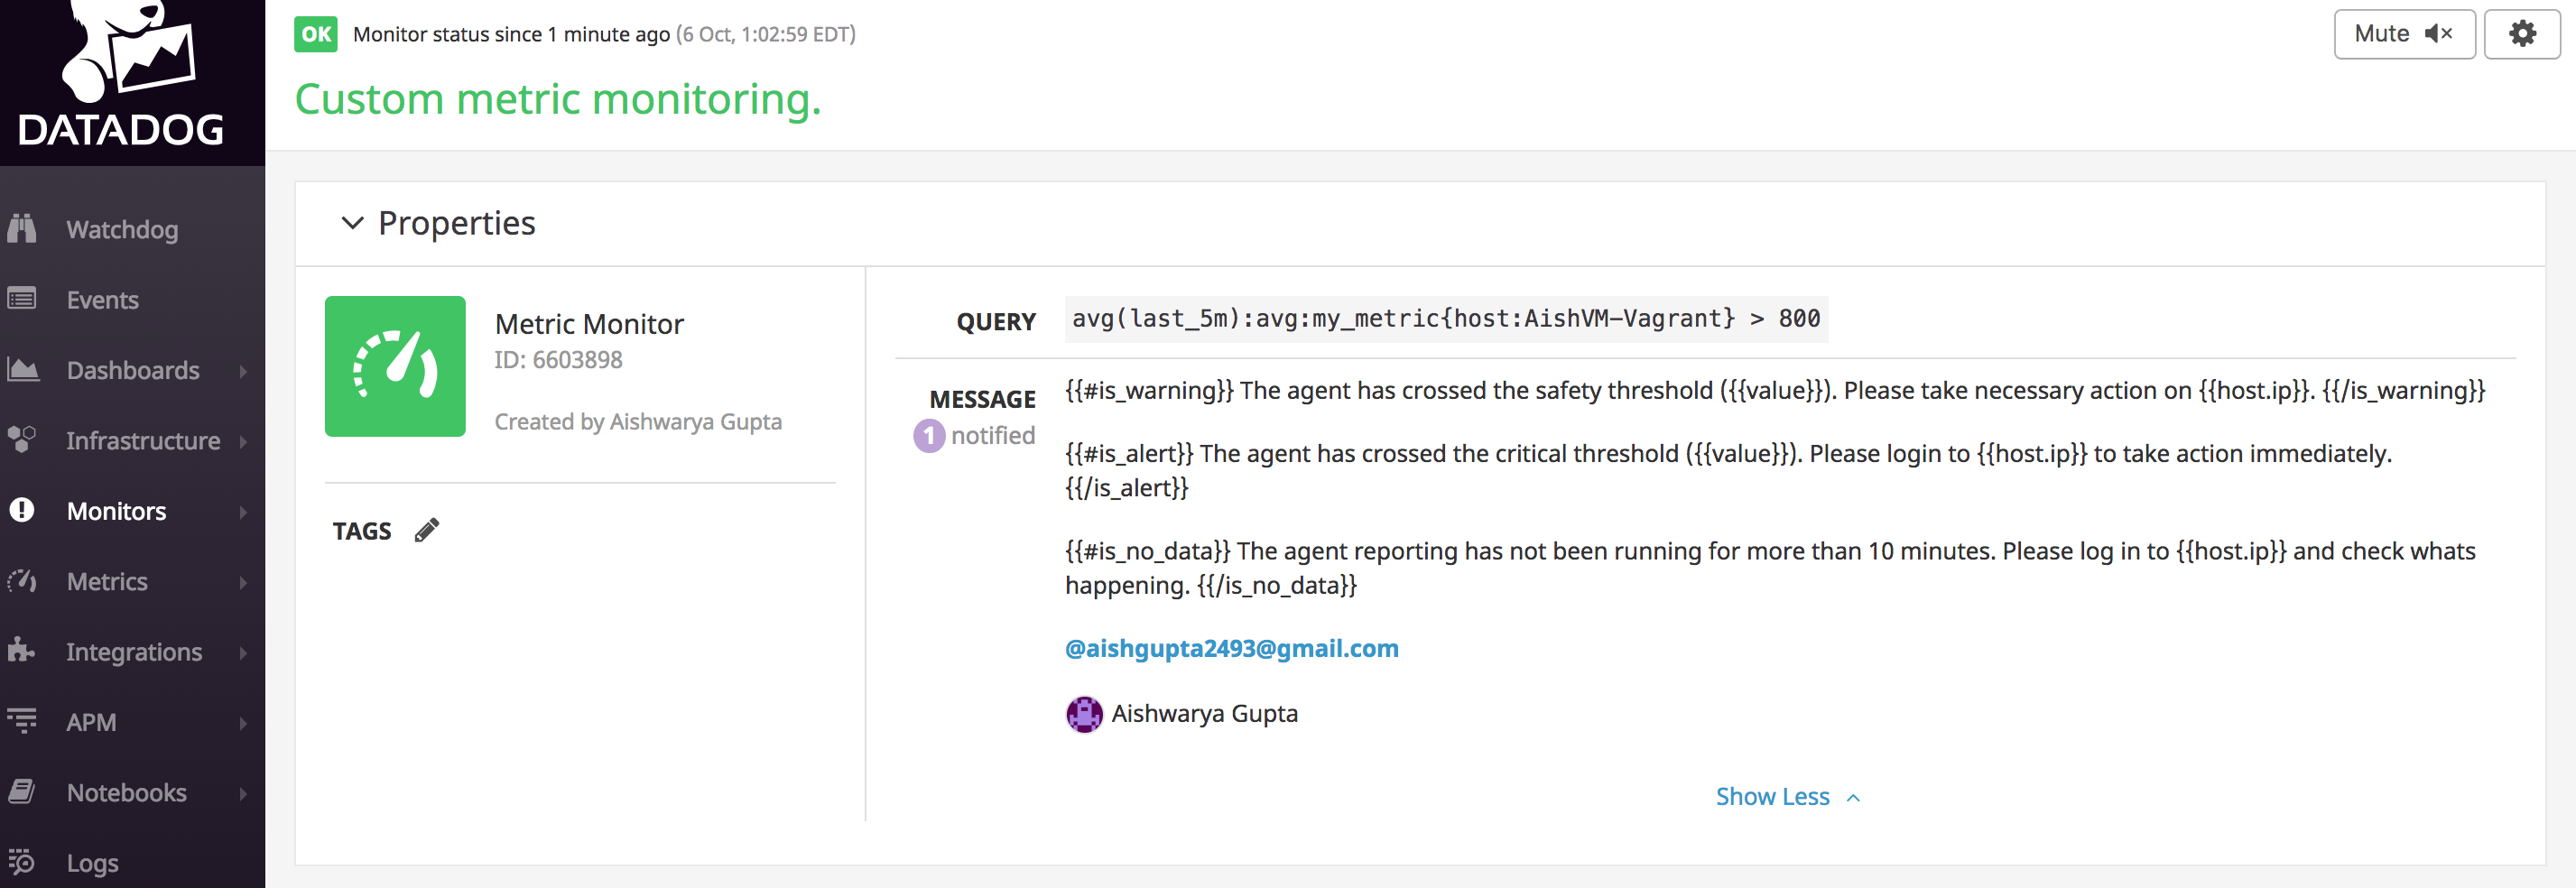 DATADOG
Watchdog
Events
Dashboards
Infrastructure
Monitors
Metrics
Integrations
APM
Notebooks
Logs
OK Monitor status since 1 minute ago (6 Oct, 1:02:59 EDT)
Mute
Custom metric monitoring.
Properties
Metric Monitor
ID: 6603898
Created by Aishwarya Gupta
TAGS
QUERY avg(last_5m):avg:my_metric{host:AishVM-Vagrant} > 800
MESSAGE
1 notified
{{#is_warning}} The agent has crossed the safety threshold ({{value}}). Please take necessary action on {{host.ip}}. {{/is_warning}}
{{#is_alert}} The agent has crossed the critical threshold ({{value}}). Please login to {{host.ip}} to take action immediately.
{{/is_alert}}
{{#is_no_data}} The agent reporting has not been running for more than 10 minutes. Please log in to {{host.ip}} and check whats
happening. {{/is_no_data}}
@aishgupta2493@gmail.com
Aishwarya Gupta
Show Less